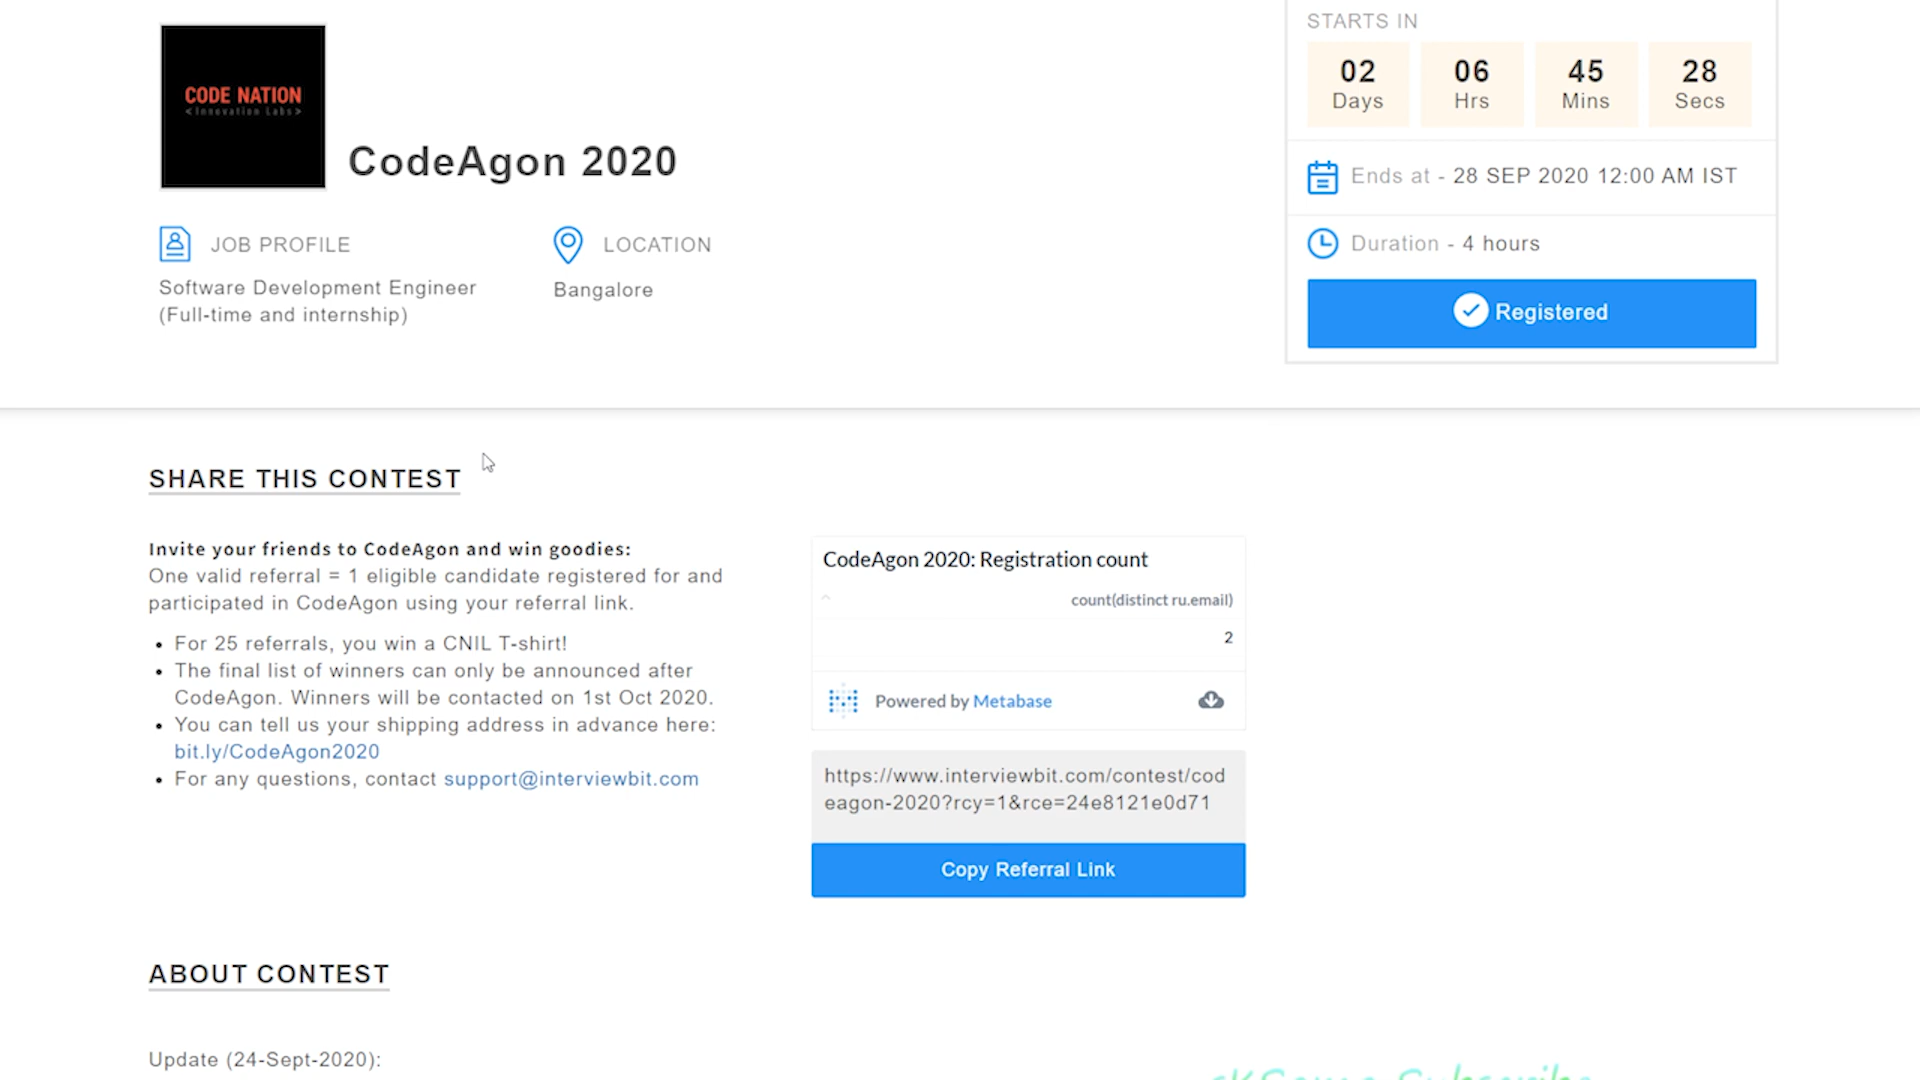 CODE NATION
<Innovation Labs>
CodeAgon 2020
JOB PROFILE
Software Development Engineer
(Full-time and internship)
LOCATION
Bangalore
STARTS IN
02 06 45 28
Days Hrs Mins Secs
Ends at - 28 SEP 2020 12:00 AM IST
Duration - 4 hours
Registered
SHARE THIS CONTEST
Invite your friends to CodeAgon and win goodies:
One valid referral = 1 eligible candidate registered for and
participated in CodeAgon using your referral link.
• For 25 referrals, you win a CNIL T-shirt!
• The final list of winners can only be announced after
CodeAgon. Winners will be contacted on 1st Oct 2020.
• You can tell us your shipping address in advance here:
bit.ly/CodeAgon2020
• For any questions, contact support@interviewbit.com
CodeAgon 2020: Registration count
count(distinct ru.email)
2
Powered by Metabase
https://www.interviewbit.com/contest/cod
eagon-2020?rcy=1&rce=24e8121e0d71
Copy Referral Link
ABOUT CONTEST
Update (24-Sept-2020):
Subscribe